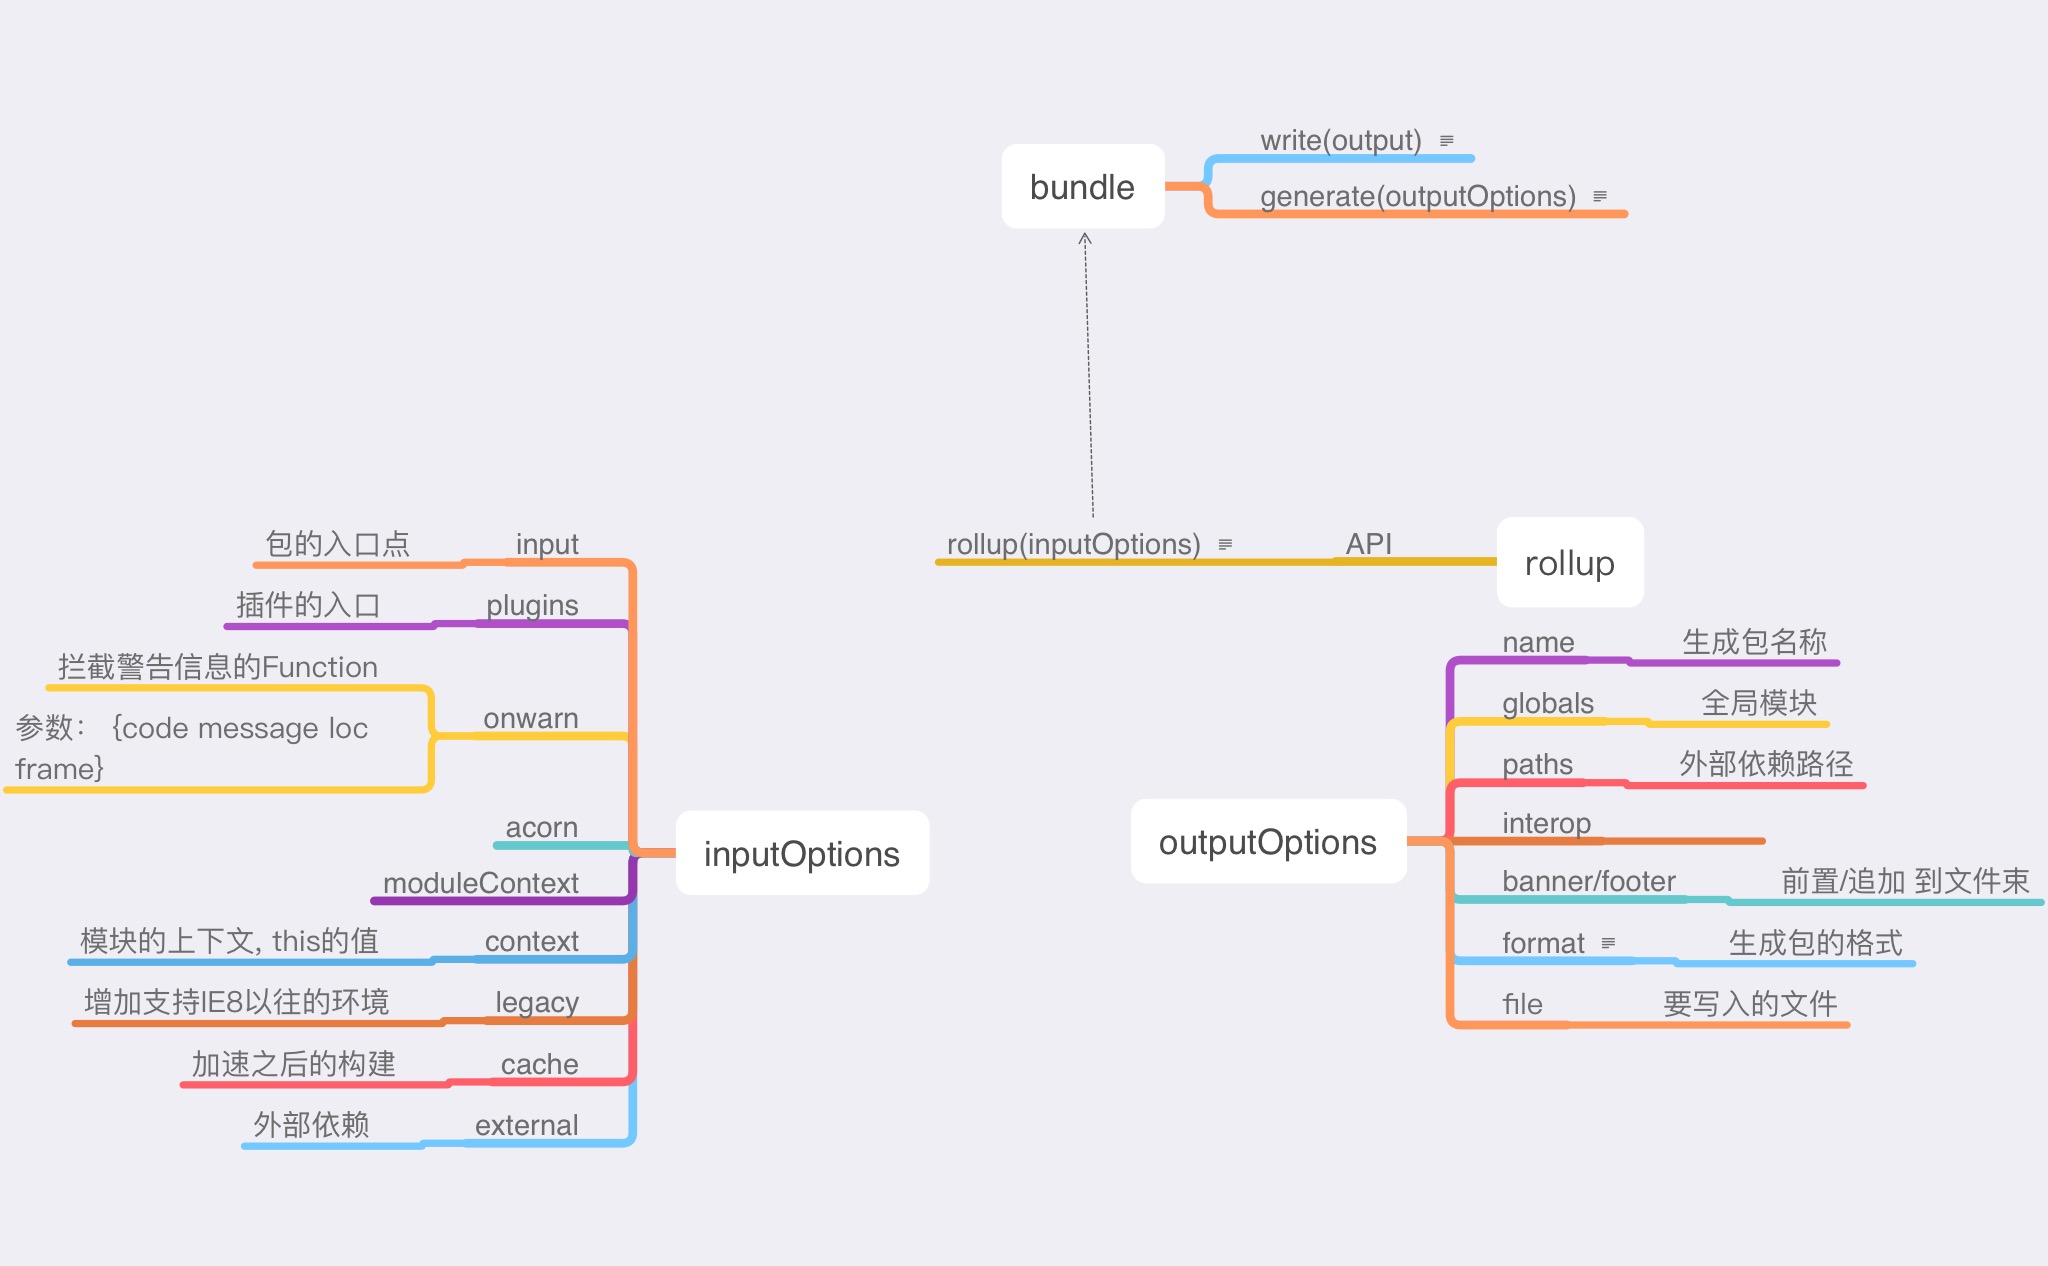 write(output)
bundle
generate(outputOptions)
rollup(inputOptions)
API
rollup
包的入口点
input
插件的入口
plugins
拦截警告信息的Function
参数： {code message loc
frame}
onwarn
acorn
moduleContext
模块的上下文, this的值
context
增加支持IE8以往的环境
legacy
加速之后的构建
cache
外部依赖
external
inputOptions
outputOptions
name
生成包名称
globals
全局模块
paths
外部依赖路径
interop
banner/footer
前置/追加 到文件束
format
生成包的格式
file
要写入的文件